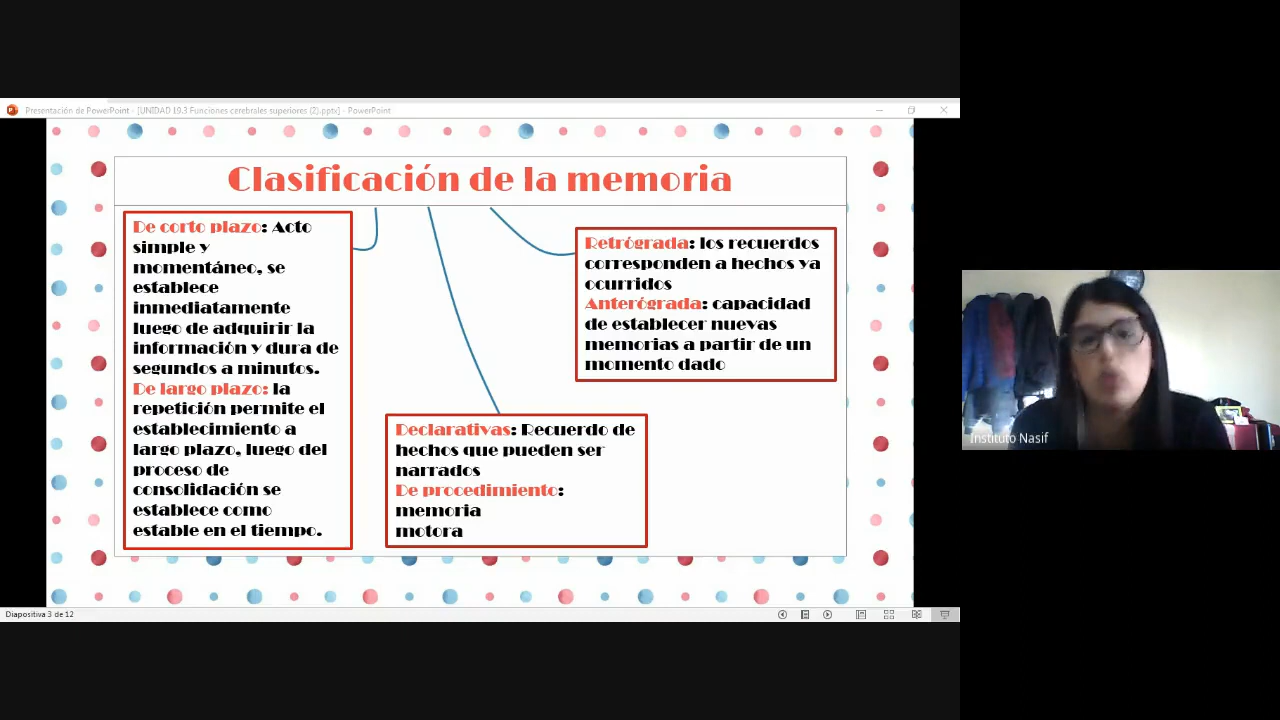 Presentación de PowerPoint - [UNIDAD 19.3 Funciones cerebrales superiores (2).pptx] - PowerPoint
Clasificación de la memoria
De corto plazo: Acto
simple y
momentáneo, se
establece
inmediatamente
luego de adquirir la
información y dura de
segundos a minutos.
De largo plazo: la
repetición permite el
establecimiento a
largo plazo, luego del
proceso de
consolidación se
establece como
estable en el tiempo.
Declarativas: Recuerdo de
hechos que pueden ser
narrados
De procedimiento:
memoria
motora
Retrógrada: los recuerdos
corresponden a hechos ya
ocurridos
Anterógrada: capacidad
de establecer nuevas
memorias a partir de un
momento dado
Instituto Nasif
Diapositiva 3 de 12